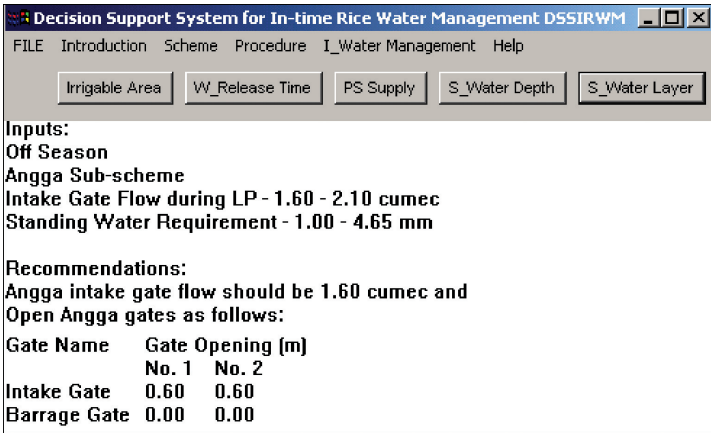 Decision Support System for In-time Rice Water Management DSSIRWM
FILE Introduction Scheme Procedure I_Water Management Help
Irrigable Area W_Release Time PS Supply S_Water Depth S_Water Layer
Inputs:
Off Season
Angga Sub-scheme
Intake Gate Flow during LP - 1.60 - 2.10 cumec
Standing Water Requirement - 1.00 - 4.65 mm
Recommendations:
Angga intake gate flow should be 1.60 cumec and
Open Angga gates as follows:
Gate Name Gate Opening (m)
No. 1 No. 2
Intake Gate 0.60 0.60
Barrage Gate 0.00 0.00